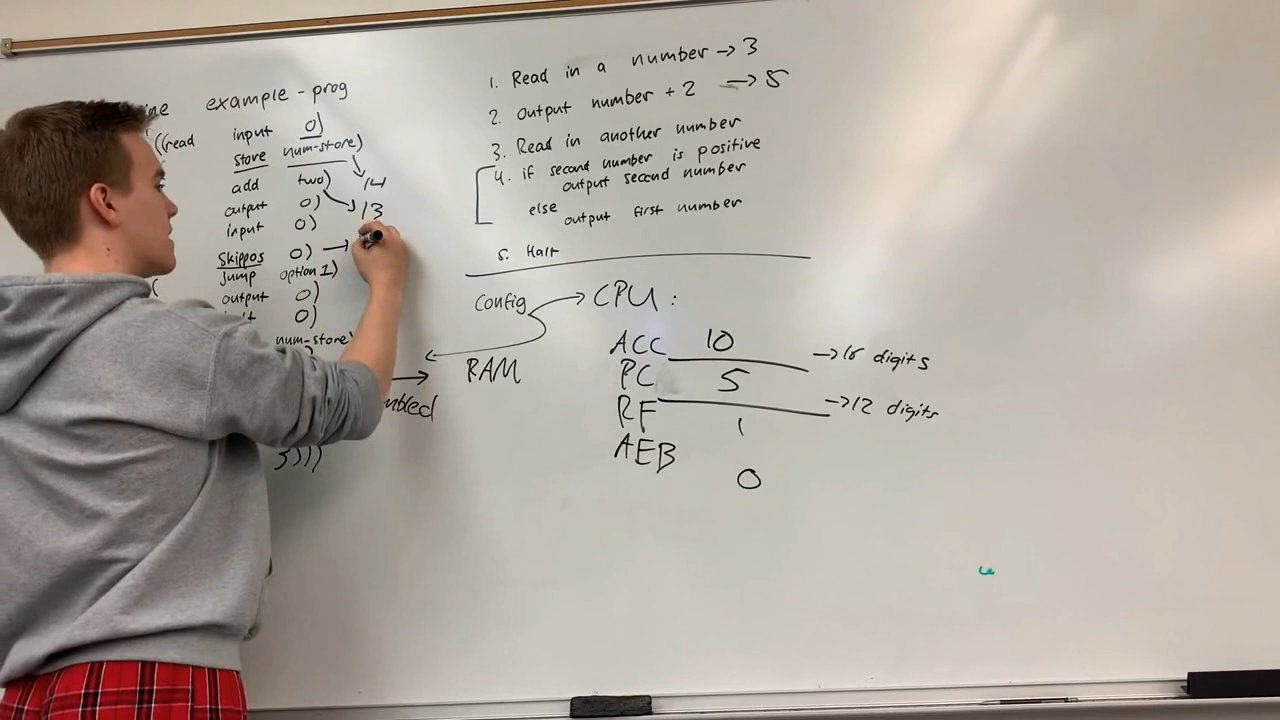 example - prog
((read input 0)
store num-store)
add two) 14
output 0) 13
input 0)
Skippos 0)
Jump option1)
output 0)
0)
num-store)
)
5))))
1. Read in a number → 3
2. Output number + 2 → 5
3. Read in another number
4. if second number is positive
output second number
else output first number
5. Halt
Config CPU:
RAM
ACC 10 → 16 digits
PC 5
→ 12 digits
RF 1
AEB 0